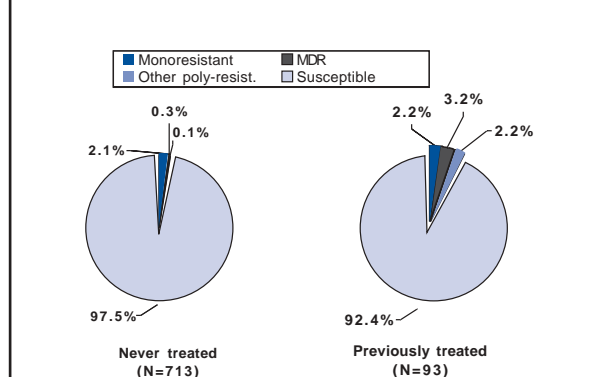 Monoresistant MDR
Other poly-resist. Susceptible
0.3%
0.1%
2.1%
97.5%
Never treated
(N=713)
2.2%
3.2%
2.2%
92.4%
Previously treated
(N=93)